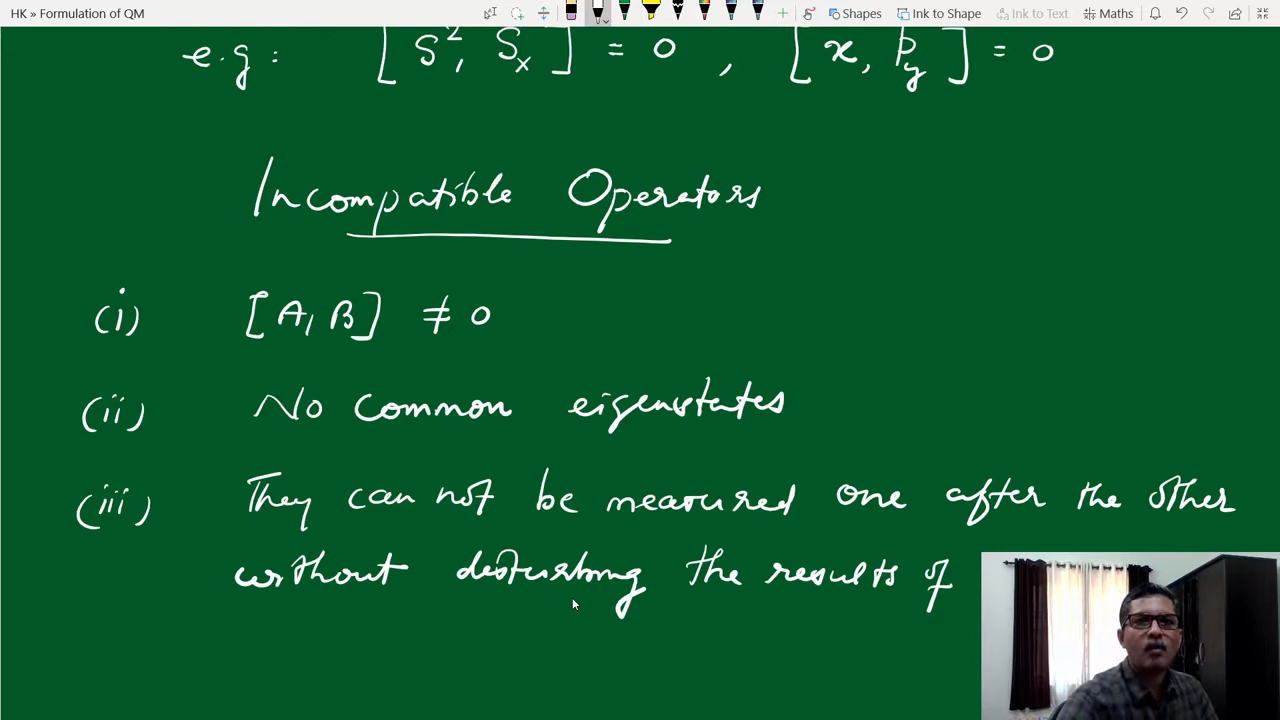 HK » Formulation of QM
Shapes Ink to Shape Ink to Text Maths
e.g: [S², Sx] = 0, [x, Py] = 0
Incompatible Operators
(i) [A, B] ≠ 0
(ii) No common eigenstates
(iii) They can not be measured one after the other
without disturbing the results of